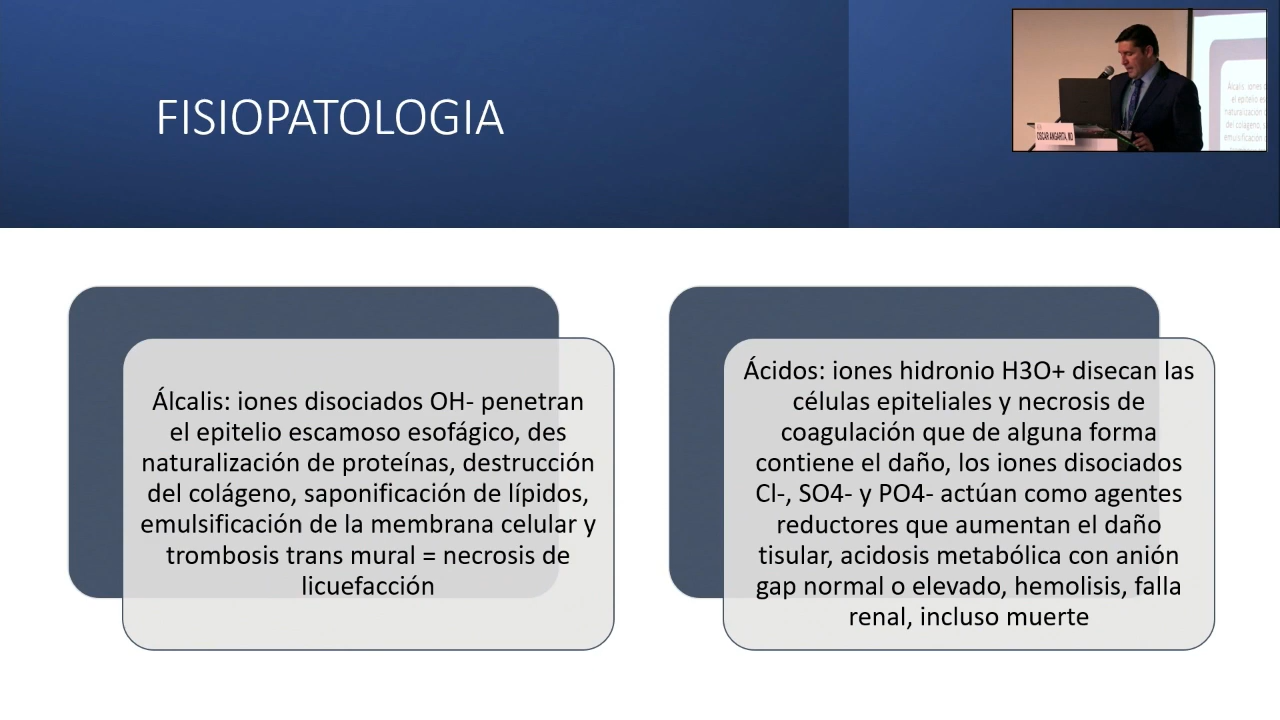 FISIOPATOLOGIA
OSCAR ANGARITA, MD
Álcalis: iones disociados OH- penetran
el epitelio escamoso esofágico, des
naturalización de proteínas, destrucción
del colágeno, saponificación de lípidos,
emulsificación de la membrana celular y
trombosis trans mural = necrosis de
licuefacción
Ácidos: iones hidronio H3O+ disecan las
células epiteliales y necrosis de
coagulación que de alguna forma
contiene el daño, los iones disociados
Cl-, SO4- y PO4- actúan como agentes
reductores que aumentan el daño
tisular, acidosis metabólica con anión
gap normal o elevado, hemolisis, falla
renal, incluso muerte